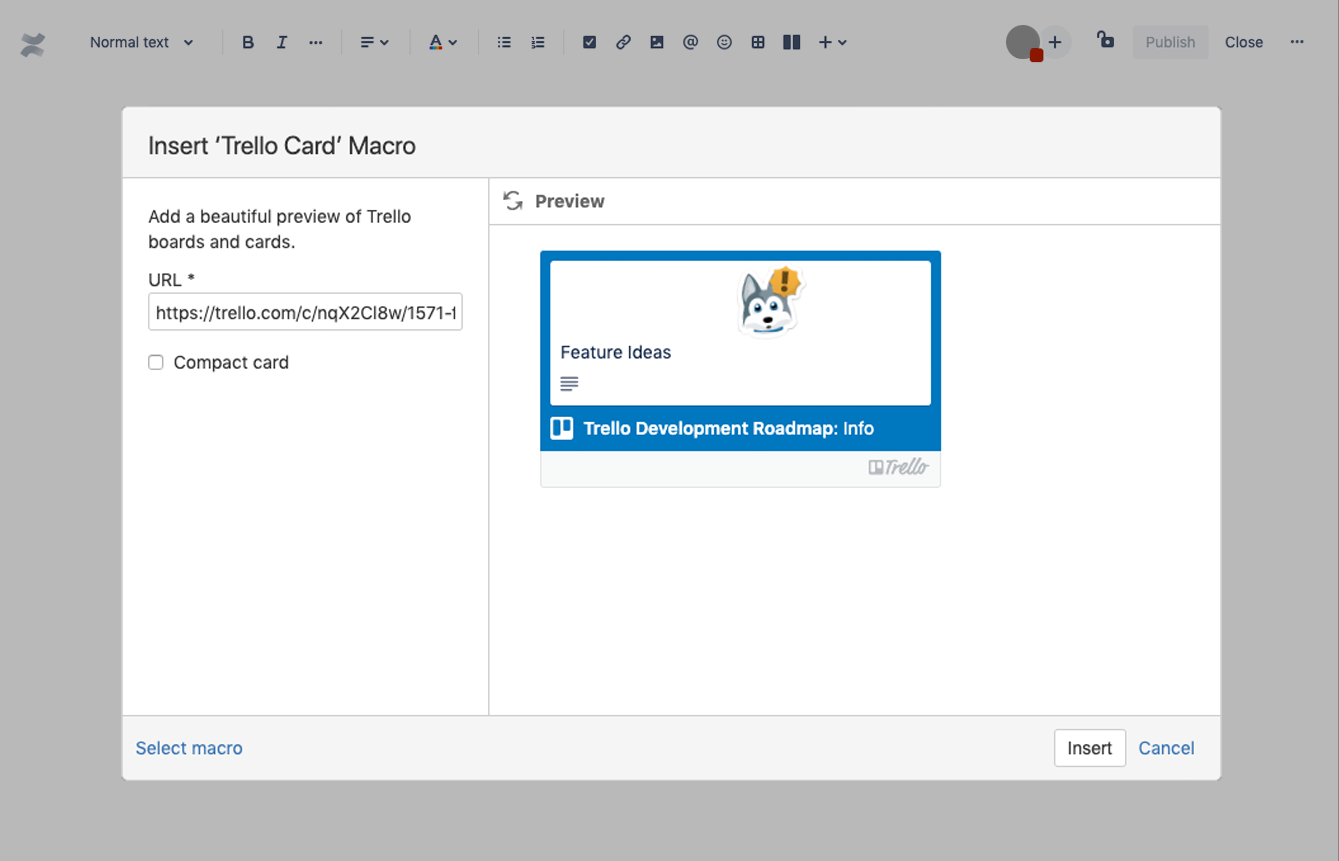 Normal text
Publish
Close
Insert ‘Trello Card’ Macro
Add a beautiful preview of Trello
boards and cards.
URL *
https://trello.com/c/nqX2Cl8w/1571-f
Compact card
Preview
Feature Ideas
Trello Development Roadmap: Info
Trello
Select macro
Insert
Cancel